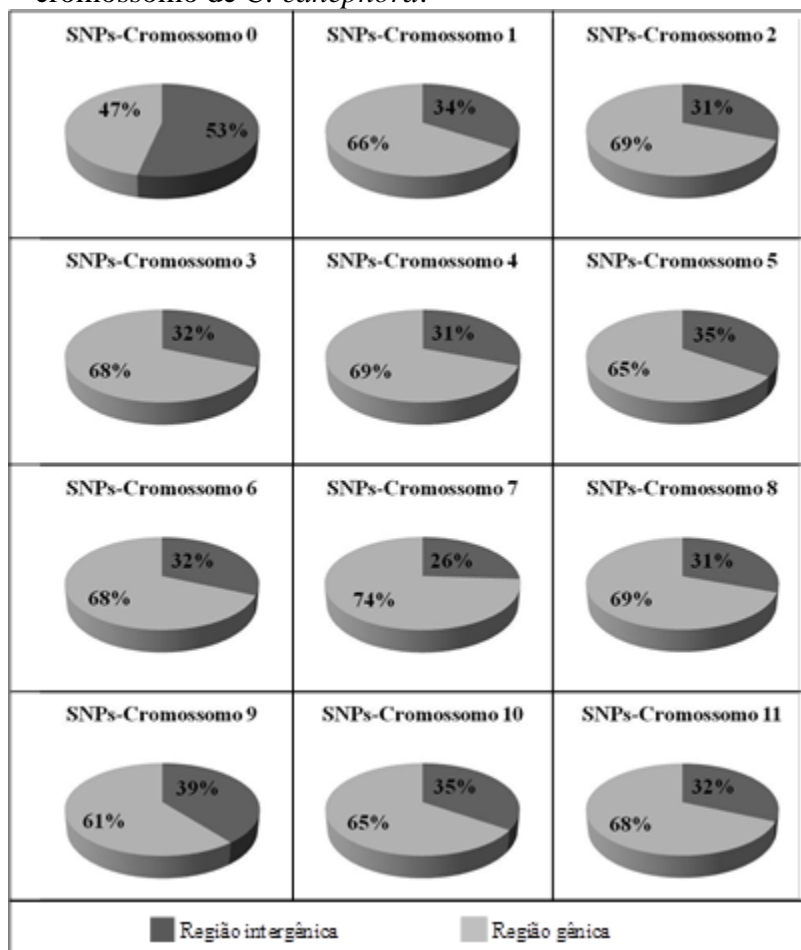 cromossomo de C. canephora.
SNPs-Cromossomo 0
47%
53%
SNPs-Cromossomo 1
34%
66%
SNPs-Cromossomo 2
31%
69%
SNPs-Cromossomo 3
32%
68%
SNPs-Cromossomo 4
31%
69%
SNPs-Cromossomo 5
35%
65%
SNPs-Cromossomo 6
32%
68%
SNPs-Cromossomo 7
26%
74%
SNPs-Cromossomo 8
31%
69%
SNPs-Cromossomo 9
39%
61%
SNPs-Cromossomo 10
35%
65%
SNPs-Cromossomo 11
32%
68%
Região intergênica
Região gênica